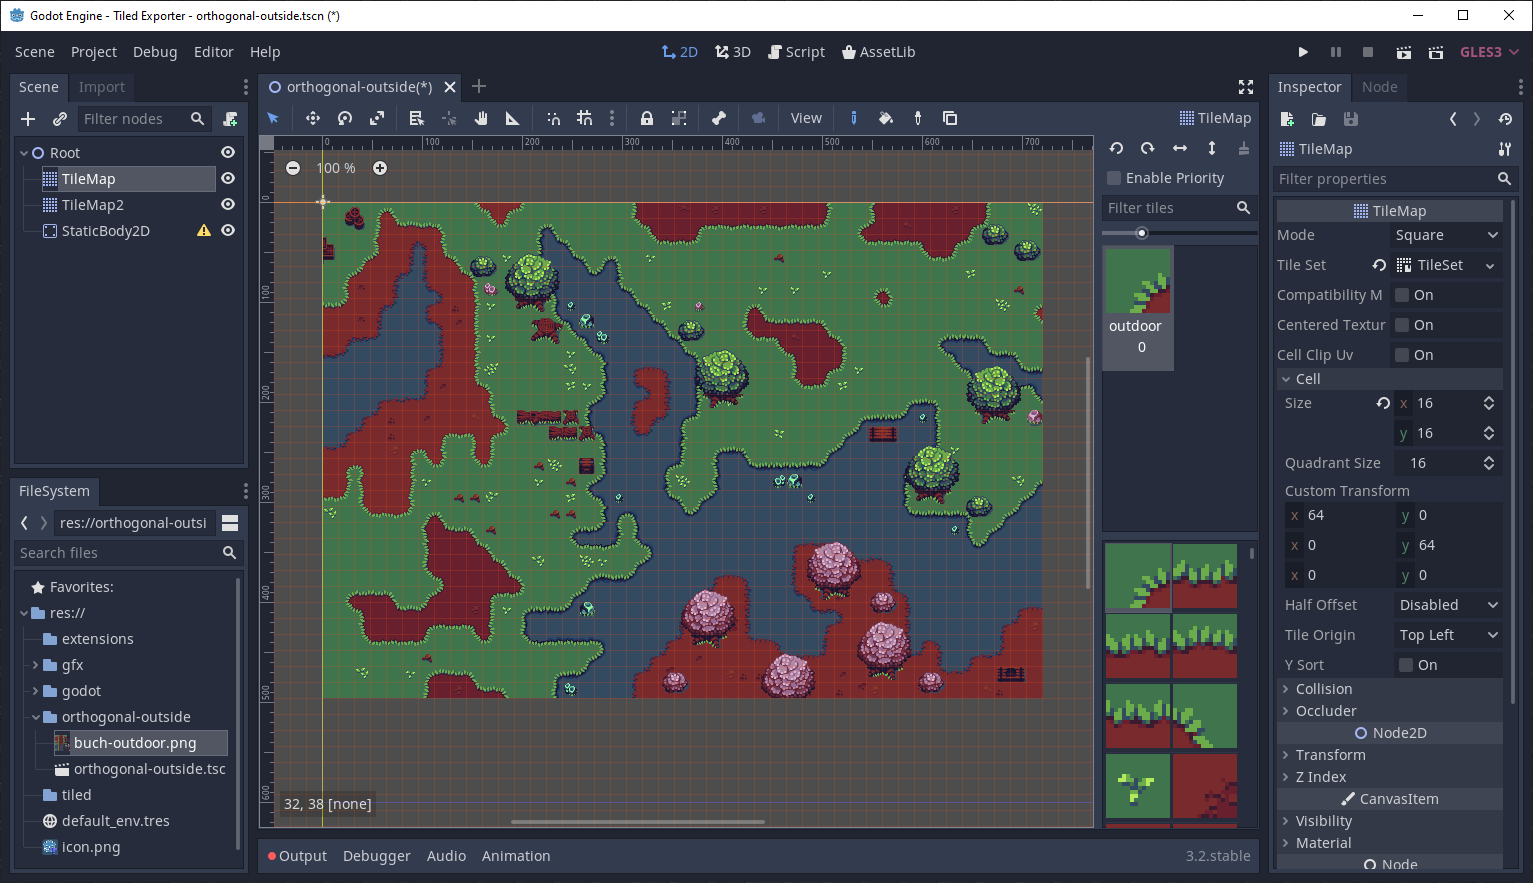 Godot Engine - Tiled Exporter - orthogonal-outside.tscn (*)
Scene Project Debug Editor Help
2D 3D Script AssetLib
GLES3
Scene Import
Filter nodes
Root
TileMap
TileMap2
StaticBody2D
FileSystem
res://orthogonal-outsi
Search files
Favorites:
res://
extensions
gfx
godot
orthogonal-outside
buch-outdoor.png
orthogonal-outside.tsc
tiled
default_env.tres
icon.png
orthogonal-outside(*)
View
TileMap
0 100 200 300 400 500 600 700
0
100
200
300
400
500
600
100 %
32, 38 [none]
Enable Priority
Filter tiles
outdoor
0
Output Debugger Audio Animation
3.2.stable
Inspector Node
TileMap
Filter properties
TileMap
Mode Square
Tile Set TileSet
Compatibility M On
Centered Textur On
Cell Clip Uv On
Cell
Size x 16
y 16
Quadrant Size 16
Custom Transform
x 64 y 0
x 0 y 64
x 0 y 0
Half Offset Disabled
Tile Origin Top Left
Y Sort On
Collision
Occluder
Node2D
Transform
Z Index
CanvasItem
Visibility
Material
Node